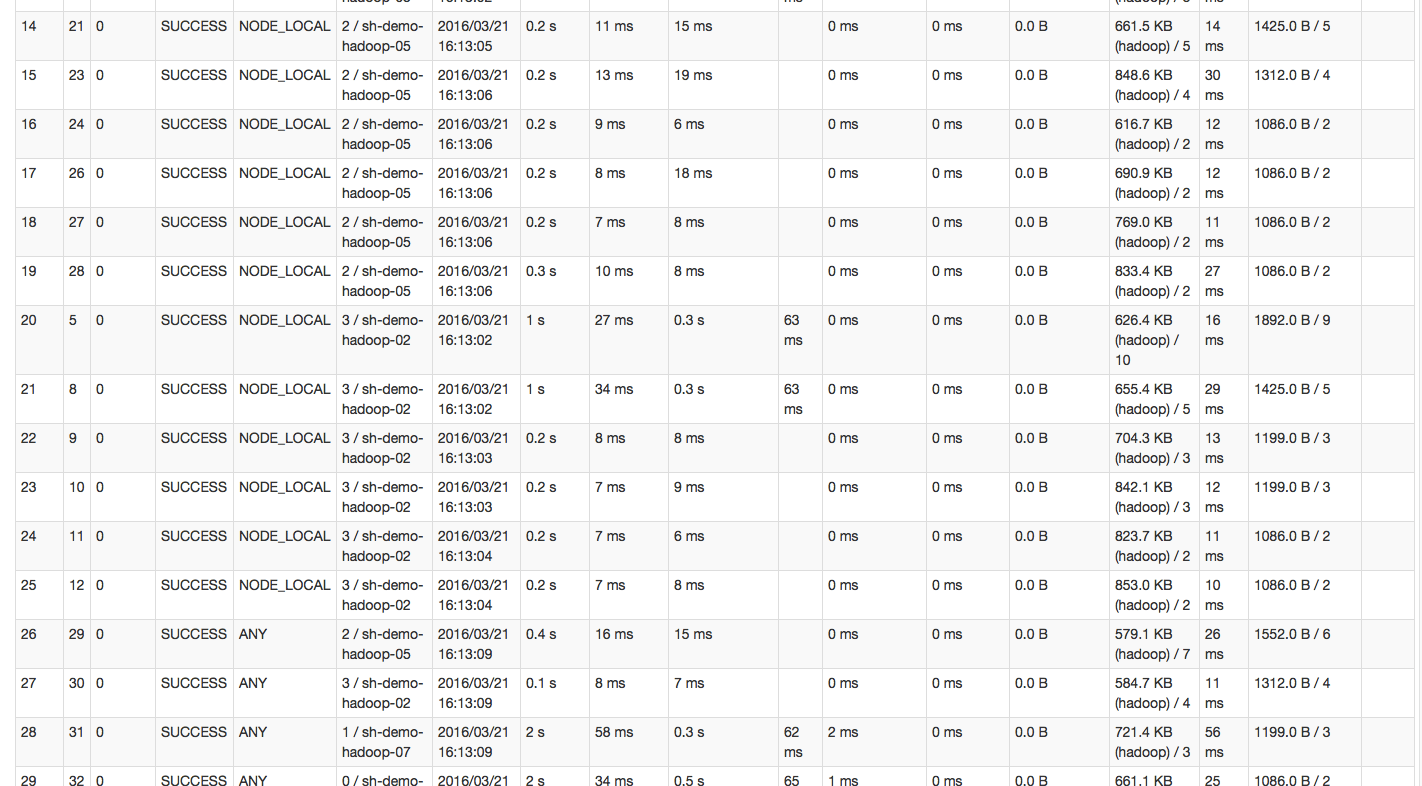 hadoop-05 16:13:02 ms (hadoop) / 5 ms
14 21 0 SUCCESS NODE_LOCAL 2 / sh-demo- 2016/03/21 0.2 s 11 ms 15 ms 0 ms 0 ms 0.0 B 661.5 KB 14 1425.0 B / 5
hadoop-05 16:13:05 (hadoop) / 5 ms
15 23 0 SUCCESS NODE_LOCAL 2 / sh-demo- 2016/03/21 0.2 s 13 ms 19 ms 0 ms 0 ms 0.0 B 848.6 KB 30 1312.0 B / 4
hadoop-05 16:13:06 (hadoop) / 4 ms
16 24 0 SUCCESS NODE_LOCAL 2 / sh-demo- 2016/03/21 0.2 s 9 ms 6 ms 0 ms 0 ms 0.0 B 616.7 KB 12 1086.0 B / 2
hadoop-05 16:13:06 (hadoop) / 2 ms
17 26 0 SUCCESS NODE_LOCAL 2 / sh-demo- 2016/03/21 0.2 s 8 ms 18 ms 0 ms 0 ms 0.0 B 690.9 KB 12 1086.0 B / 2
hadoop-05 16:13:06 (hadoop) / 2 ms
18 27 0 SUCCESS NODE_LOCAL 2 / sh-demo- 2016/03/21 0.2 s 7 ms 8 ms 0 ms 0 ms 0.0 B 769.0 KB 11 1086.0 B / 2
hadoop-05 16:13:06 (hadoop) / 2 ms
19 28 0 SUCCESS NODE_LOCAL 2 / sh-demo- 2016/03/21 0.3 s 10 ms 8 ms 0 ms 0 ms 0.0 B 833.4 KB 27 1086.0 B / 2
hadoop-05 16:13:06 (hadoop) / 2 ms
20 5 0 SUCCESS NODE_LOCAL 3 / sh-demo- 2016/03/21 1 s 27 ms 0.3 s 63 0 ms 0 ms 0.0 B 626.4 KB 16 1892.0 B / 9
hadoop-02 16:13:02 ms (hadoop) / ms
10
21 8 0 SUCCESS NODE_LOCAL 3 / sh-demo- 2016/03/21 1 s 34 ms 0.3 s 63 0 ms 0 ms 0.0 B 655.4 KB 29 1425.0 B / 5
hadoop-02 16:13:02 ms (hadoop) / 5 ms
22 9 0 SUCCESS NODE_LOCAL 3 / sh-demo- 2016/03/21 0.2 s 8 ms 8 ms 0 ms 0 ms 0.0 B 704.3 KB 13 1199.0 B / 3
hadoop-02 16:13:03 (hadoop) / 3 ms
23 10 0 SUCCESS NODE_LOCAL 3 / sh-demo- 2016/03/21 0.2 s 7 ms 9 ms 0 ms 0 ms 0.0 B 842.1 KB 12 1199.0 B / 3
hadoop-02 16:13:03 (hadoop) / 3 ms
24 11 0 SUCCESS NODE_LOCAL 3 / sh-demo- 2016/03/21 0.2 s 7 ms 6 ms 0 ms 0 ms 0.0 B 823.7 KB 11 1086.0 B / 2
hadoop-02 16:13:04 (hadoop) / 2 ms
25 12 0 SUCCESS NODE_LOCAL 3 / sh-demo- 2016/03/21 0.2 s 7 ms 8 ms 0 ms 0 ms 0.0 B 853.0 KB 10 1086.0 B / 2
hadoop-02 16:13:04 (hadoop) / 2 ms
26 29 0 SUCCESS ANY 2 / sh-demo- 2016/03/21 0.4 s 16 ms 15 ms 0 ms 0 ms 0.0 B 579.1 KB 26 1552.0 B / 6
hadoop-05 16:13:09 (hadoop) / 7 ms
27 30 0 SUCCESS ANY 3 / sh-demo- 2016/03/21 0.1 s 8 ms 7 ms 0 ms 0 ms 0.0 B 584.7 KB 11 1312.0 B / 4
hadoop-02 16:13:09 (hadoop) / 4 ms
28 31 0 SUCCESS ANY 1 / sh-demo- 2016/03/21 2 s 58 ms 0.3 s 62 2 ms 0 ms 0.0 B 721.4 KB 56 1199.0 B / 3
hadoop-07 16:13:09 ms (hadoop) / 3 ms
29 32 0 SUCCESS ANY 0 / sh-demo- 2016/03/21 2 s 34 ms 0.5 s 65 1 ms 0 ms 0.0 B 661.1 KB 25 1086.0 B / 2